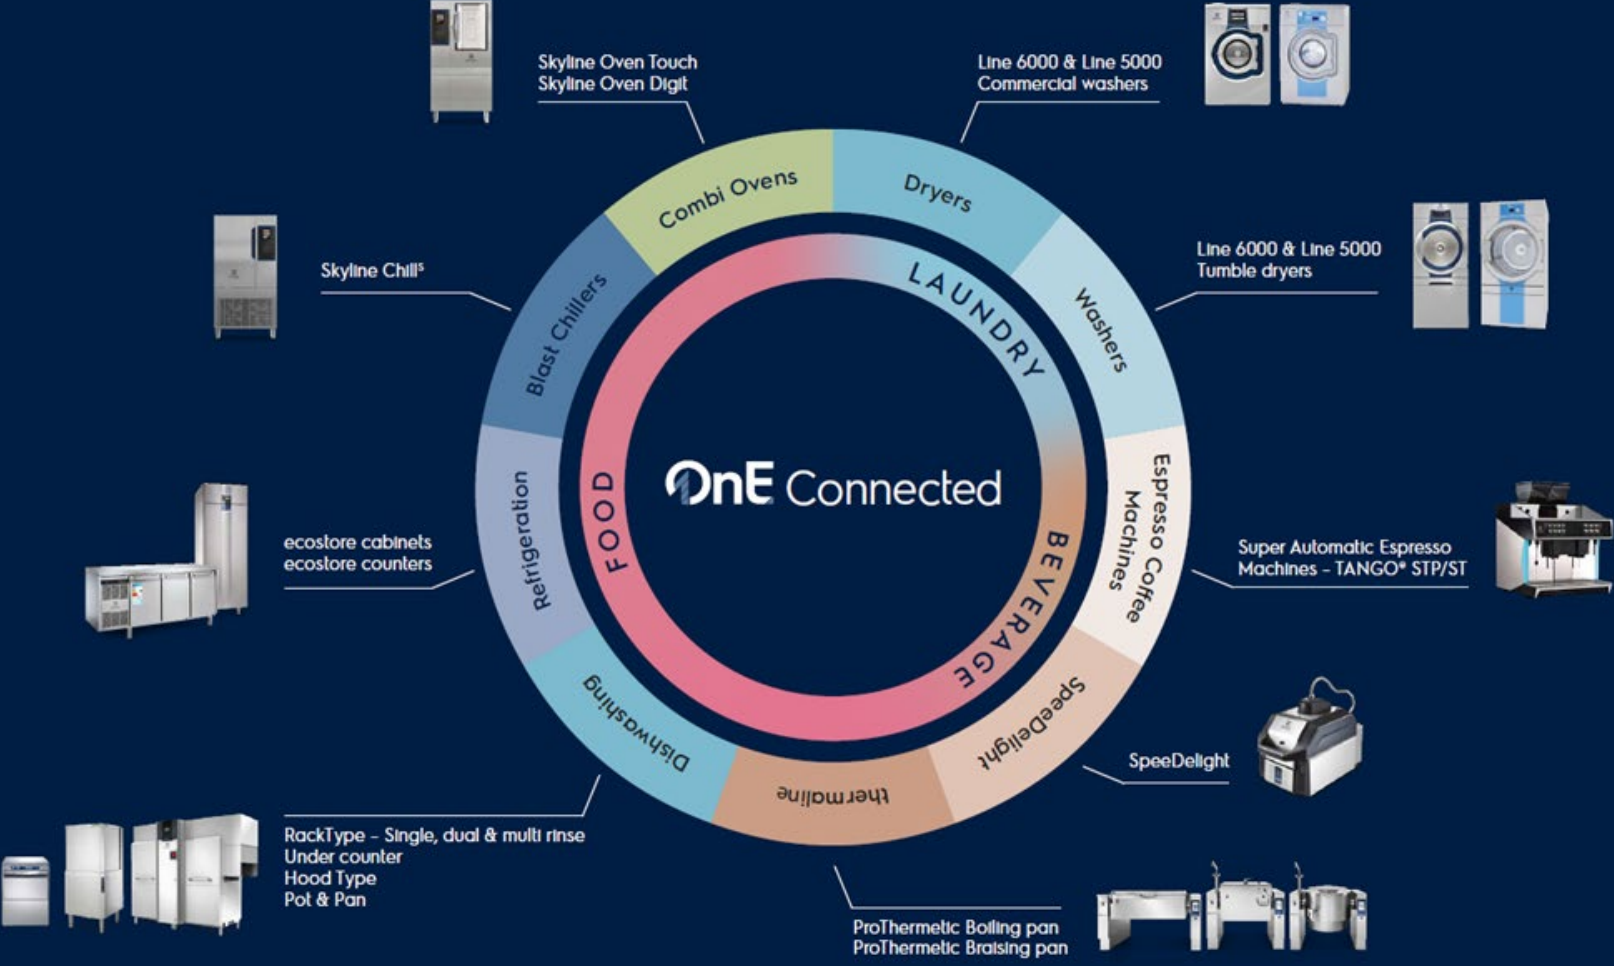 Skyline Oven Touch
Skyline Oven Digit
Line 6000 & Line 5000
Commercial washers
Combi Ovens
Dryers
Skyline Chillˢ
Blast Chillers
LAUNDRY
Washers
Line 6000 & Line 5000
Tumble dryers
OnE Connected
FOOD
Refrigeration
ecostore cabinets
ecostore counters
BEVERAGE
Espresso Coffee
Machines
Super Automatic Espresso
Machines – TANGO® STP/ST
Dishwashing
SpeeDelight
SpeeDelight
thermaline
RackType – Single, dual & multi rinse
Under counter
Hood Type
Pot & Pan
ProThermetic Boiling pan
ProThermetic Braising pan